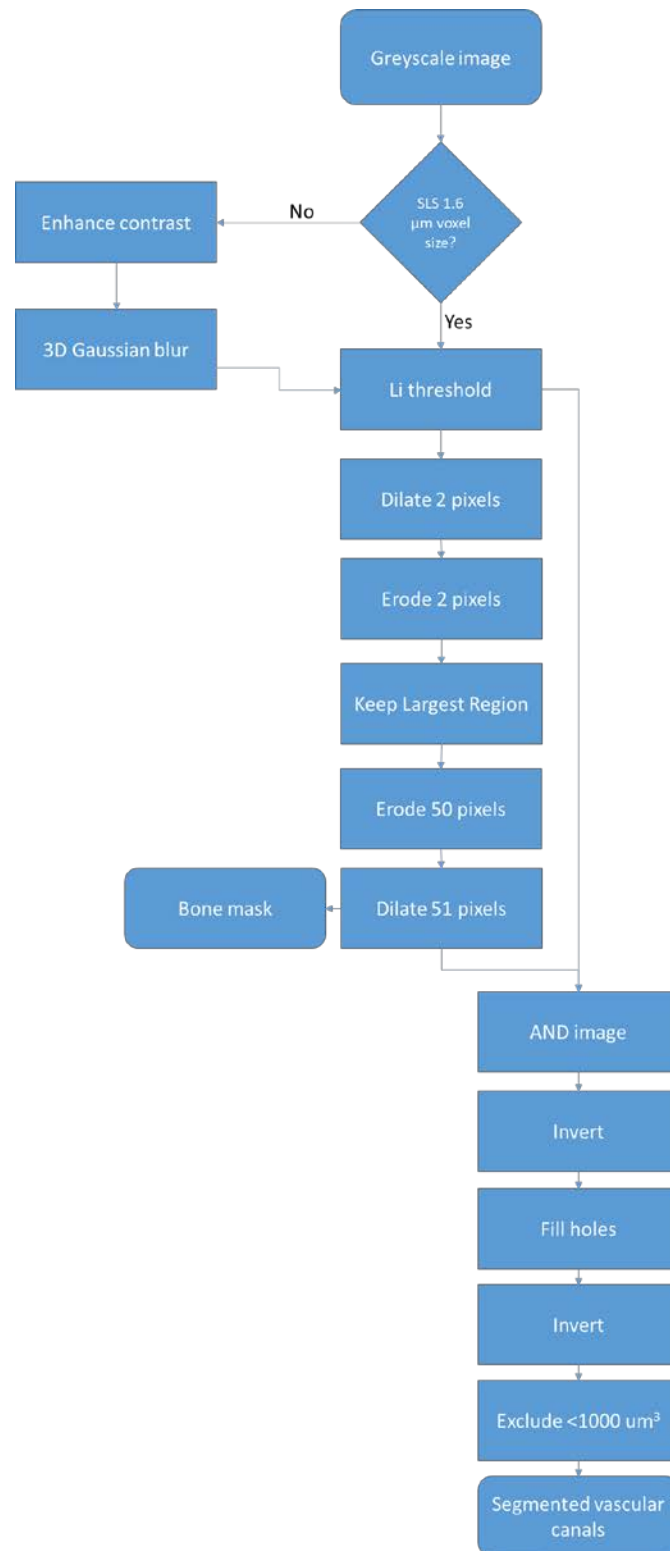 Greyscale image
SLS 1.6
µm voxel
size?
No
Enhance contrast
Yes
3D Gaussian blur
Li threshold
Dilate 2 pixels
Erode 2 pixels
Keep Largest Region
Erode 50 pixels
Bone mask
Dilate 51 pixels
AND image
Invert
Fill holes
Invert
Exclude <1000 um³
Segmented vascular
canals